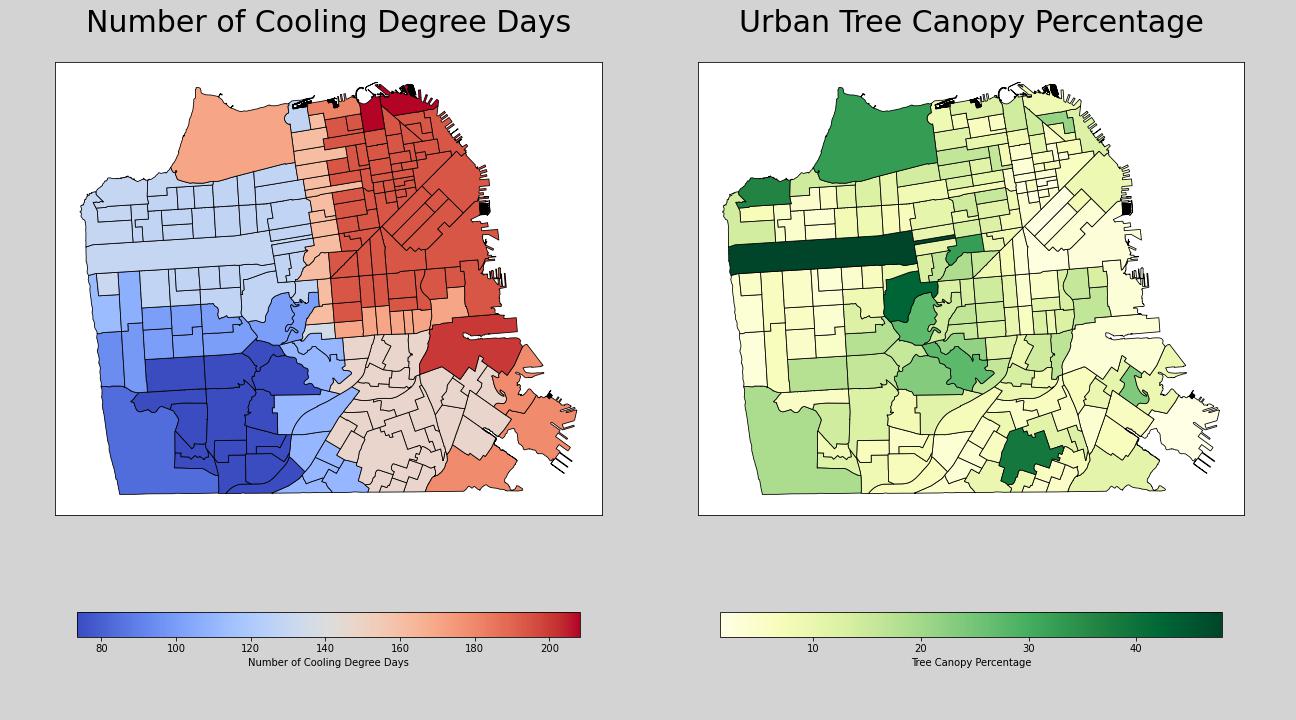 Number of Cooling Degree Days
Urban Tree Canopy Percentage
80 100 120 140 160 180 200
Number of Cooling Degree Days
10 20 30 40
Tree Canopy Percentage